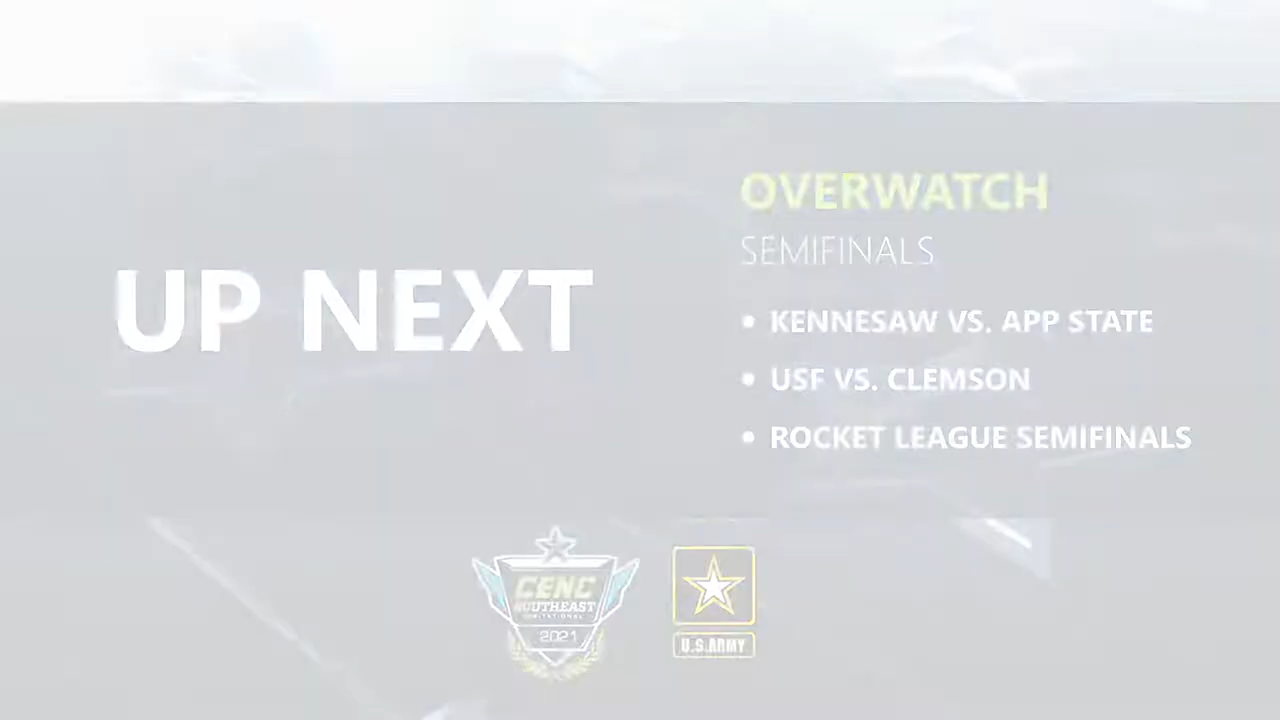 UP NEXT
OVERWATCH
SEMIFINALS
• KENNESAW VS. APP STATE
• USF VS. CLEMSON
• ROCKET LEAGUE SEMIFINALS
CENC
SOUTHEAST
INVITATIONAL
2021
U.S.ARMY